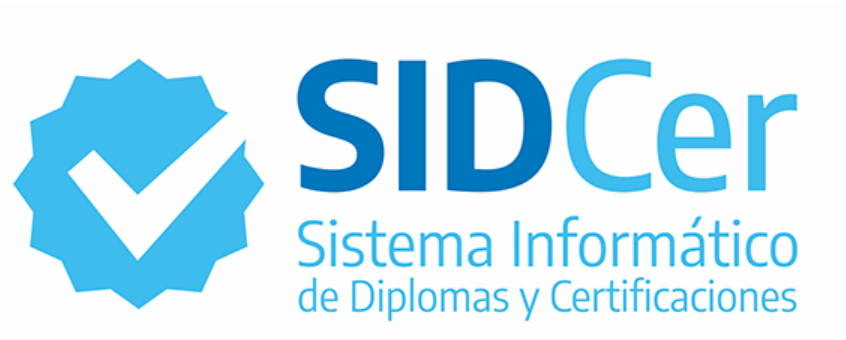 SIDCer
Sistema Informático
de Diplomas y Certificaciones